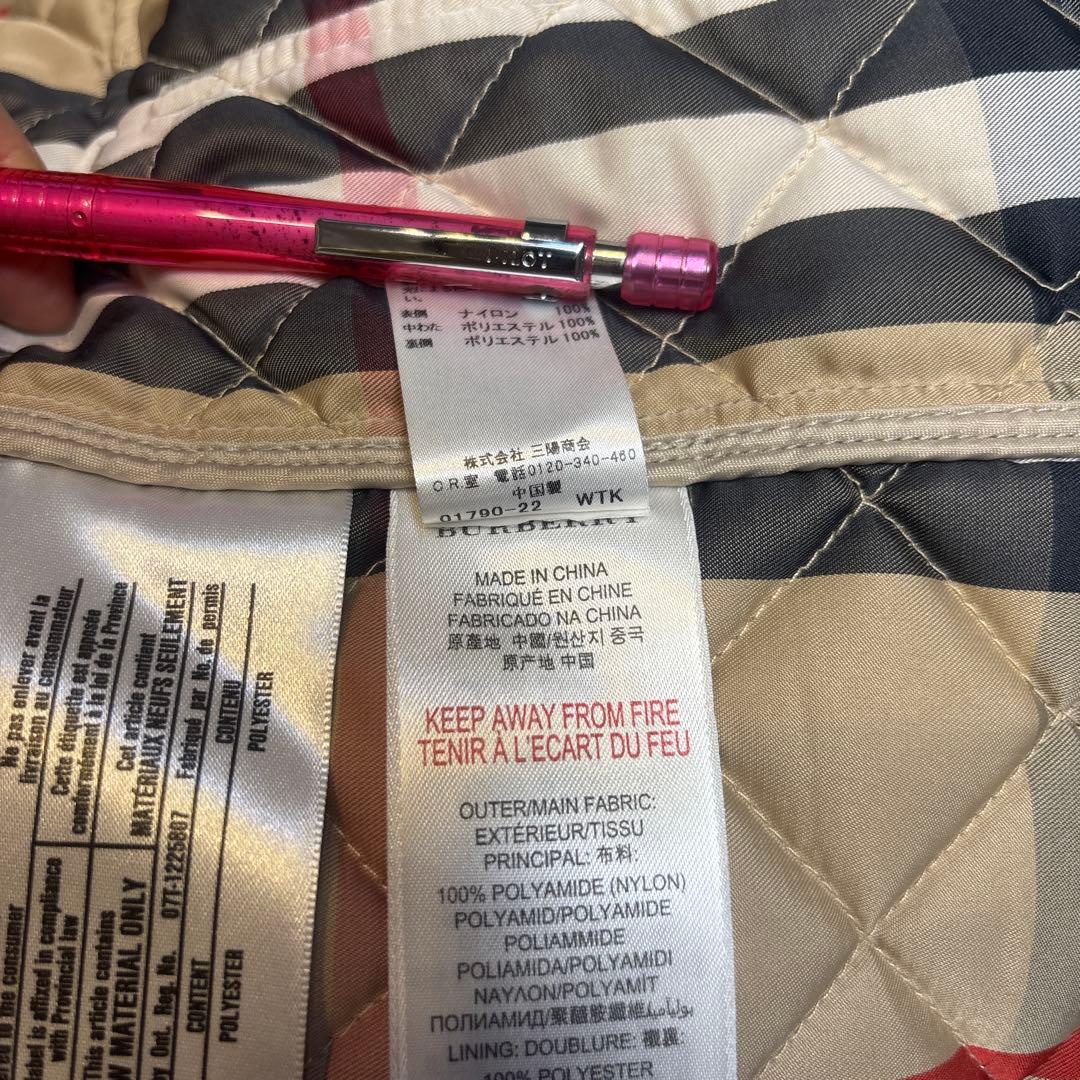 PILOT
い。
表側 ナイロン 100%
中わた ポリエステル 100%
裏側 ポリエステル 100%
株式会社 三陽商会
C.R.室 電話0120-340-460
中国製
01790-22 WTK
BURBERRY
MADE IN CHINA
FABRIQUÉ EN CHINE
FABRICADO NA CHINA
原產地 中國/원산지 중국
原产地 中国
KEEP AWAY FROM FIRE
TENIR À L'ECART DU FEU
OUTER/MAIN FABRIC:
EXTÉRIEUR/TISSU
PRINCIPAL: 布料:
100% POLYAMIDE (NYLON)
POLYAMID/POLYAMIDE
POLIAMMIDE
POLIAMIDA/POLYAMIDI
ΝΑΥΛΟΝ/POLYAMIT
ПОЛИАМИД/聚醯胺纖維/بولياميد
LINING: DOUBLURE: 襯裏:
100% POLYESTER
Ne pas enlever avant la
livraison au consommateur
Cette étiquette est apposée
conformément à la loi de la Province
Cet article contient
MATÉRIAUX NEUFS SEULEMENT
Fabriqué par No. de permis
CONTENU
POLYESTER
to the consumer
label is affixed in compliance
with Provincial law
This article contains
MATERIAL ONLY
by Ont. Reg. No. 07T-1225807
CONTENT
POLYESTER